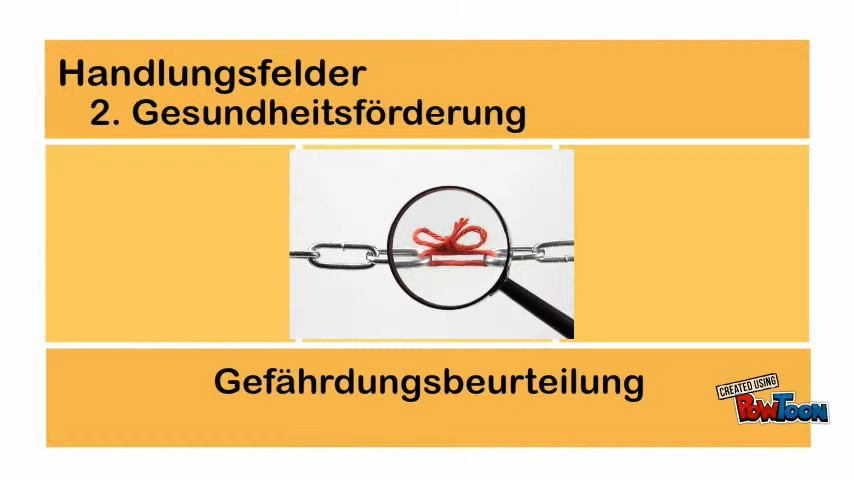 Handlungsfelder
2. Gesundheitsförderung
Gefährdungsbeurteilung
CREATED USING
POWTOON